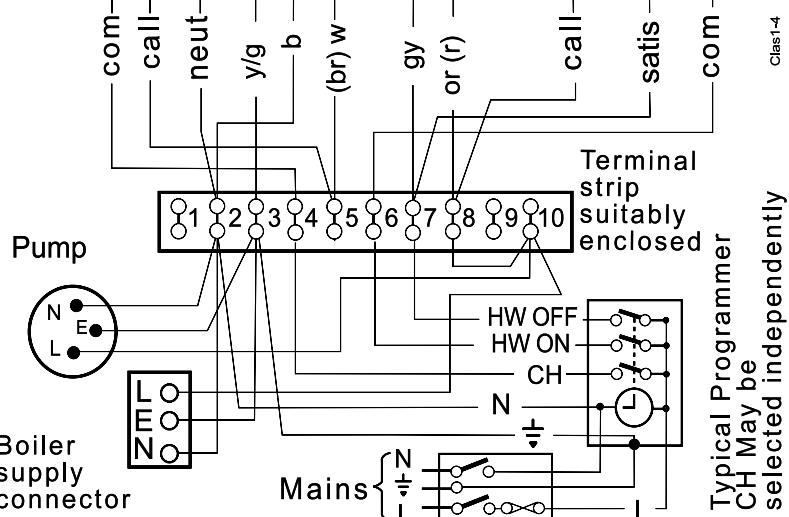 com
call
neut
y/g
b
(br) w
gy
or (r)
call
satis
com
Clas1-4
1 2 3 4 5 6 7 8 9 10
Terminal
strip
suitably
enclosed
Pump
N
E
L
HW OFF
HW ON
CH
N
L
E
N
Boiler
supply
connector
Mains
N
L
L
Typical Programmer
CH May be
selected independently